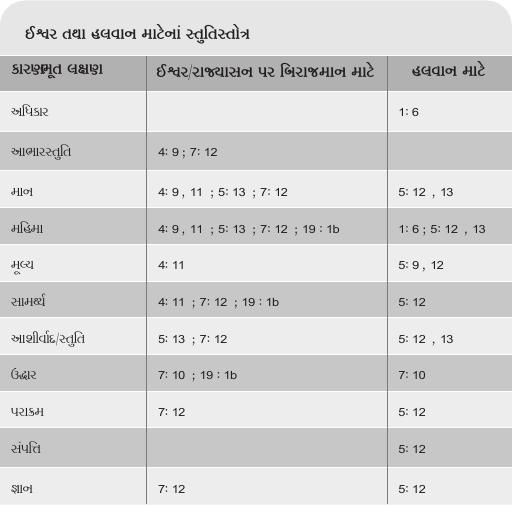 ઈશ્વર તથા હલવાન માટેનાં સ્તુતિસ્તોત્ર
કારણભૂત લક્ષણ ઈશ્વર/રાજ્યાસન પર બિરાજમાન માટે હલવાન માટે
અધિકાર 1: 6
આભારસ્તુતિ 4: 9 ; 7: 12
માન 4: 9 , 11 ; 5: 13 ; 7: 12 5: 12 , 13
મહિમા 4: 9 , 11 ; 5: 13 ; 7: 12 ; 19 : 1b 1: 6 ; 5: 12 , 13
મૂલ્ય 4: 11 5: 9 , 12
સામર્થ્ય 4: 11 ; 7: 12 ; 19 : 1b 5: 12
આશીર્વાદ/સ્તુતિ 5: 13 ; 7: 12 5: 12 , 13
ઉદ્ધાર 7: 10 ; 19 : 1b 7: 10
પરાક્રમ 7: 12 5: 12
સંપત્તિ 5: 12
જ્ઞાન 7: 12 5: 12